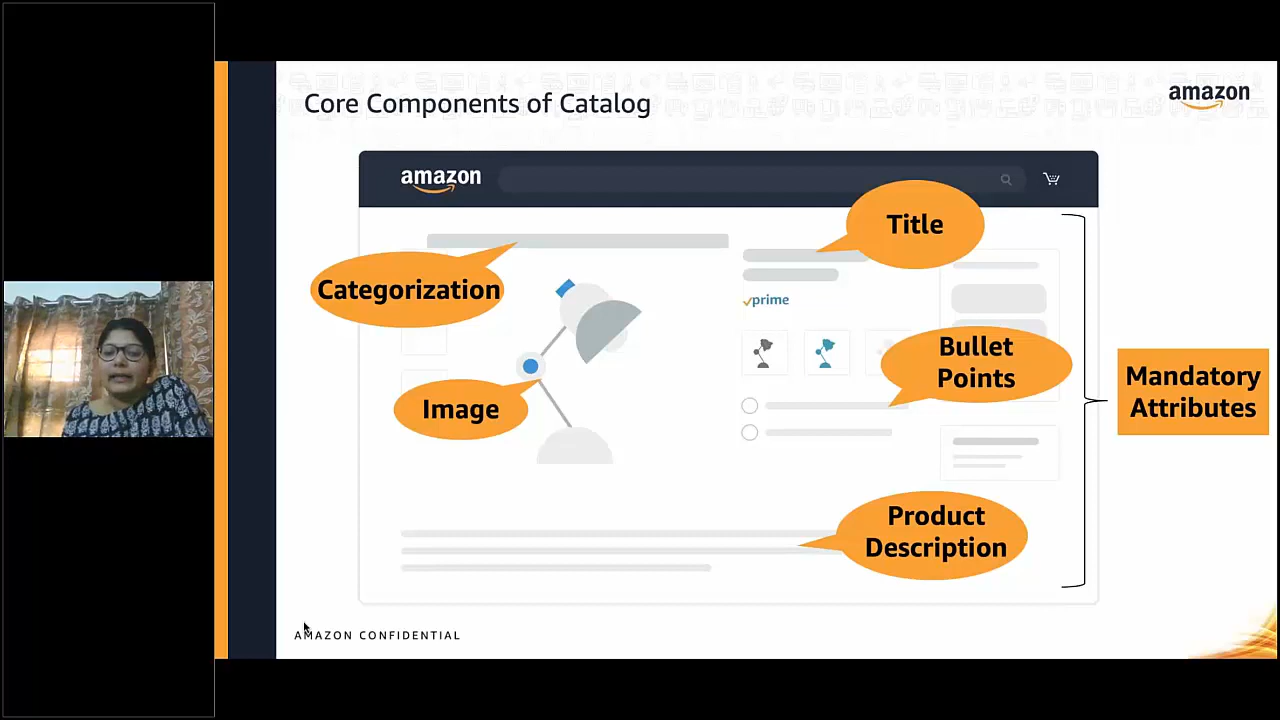 Core Components of Catalog
amazon
amazon
Title
Categorization
prime
Bullet
Points
Mandatory
Attributes
Image
Product
Description
AMAZON CONFIDENTIAL